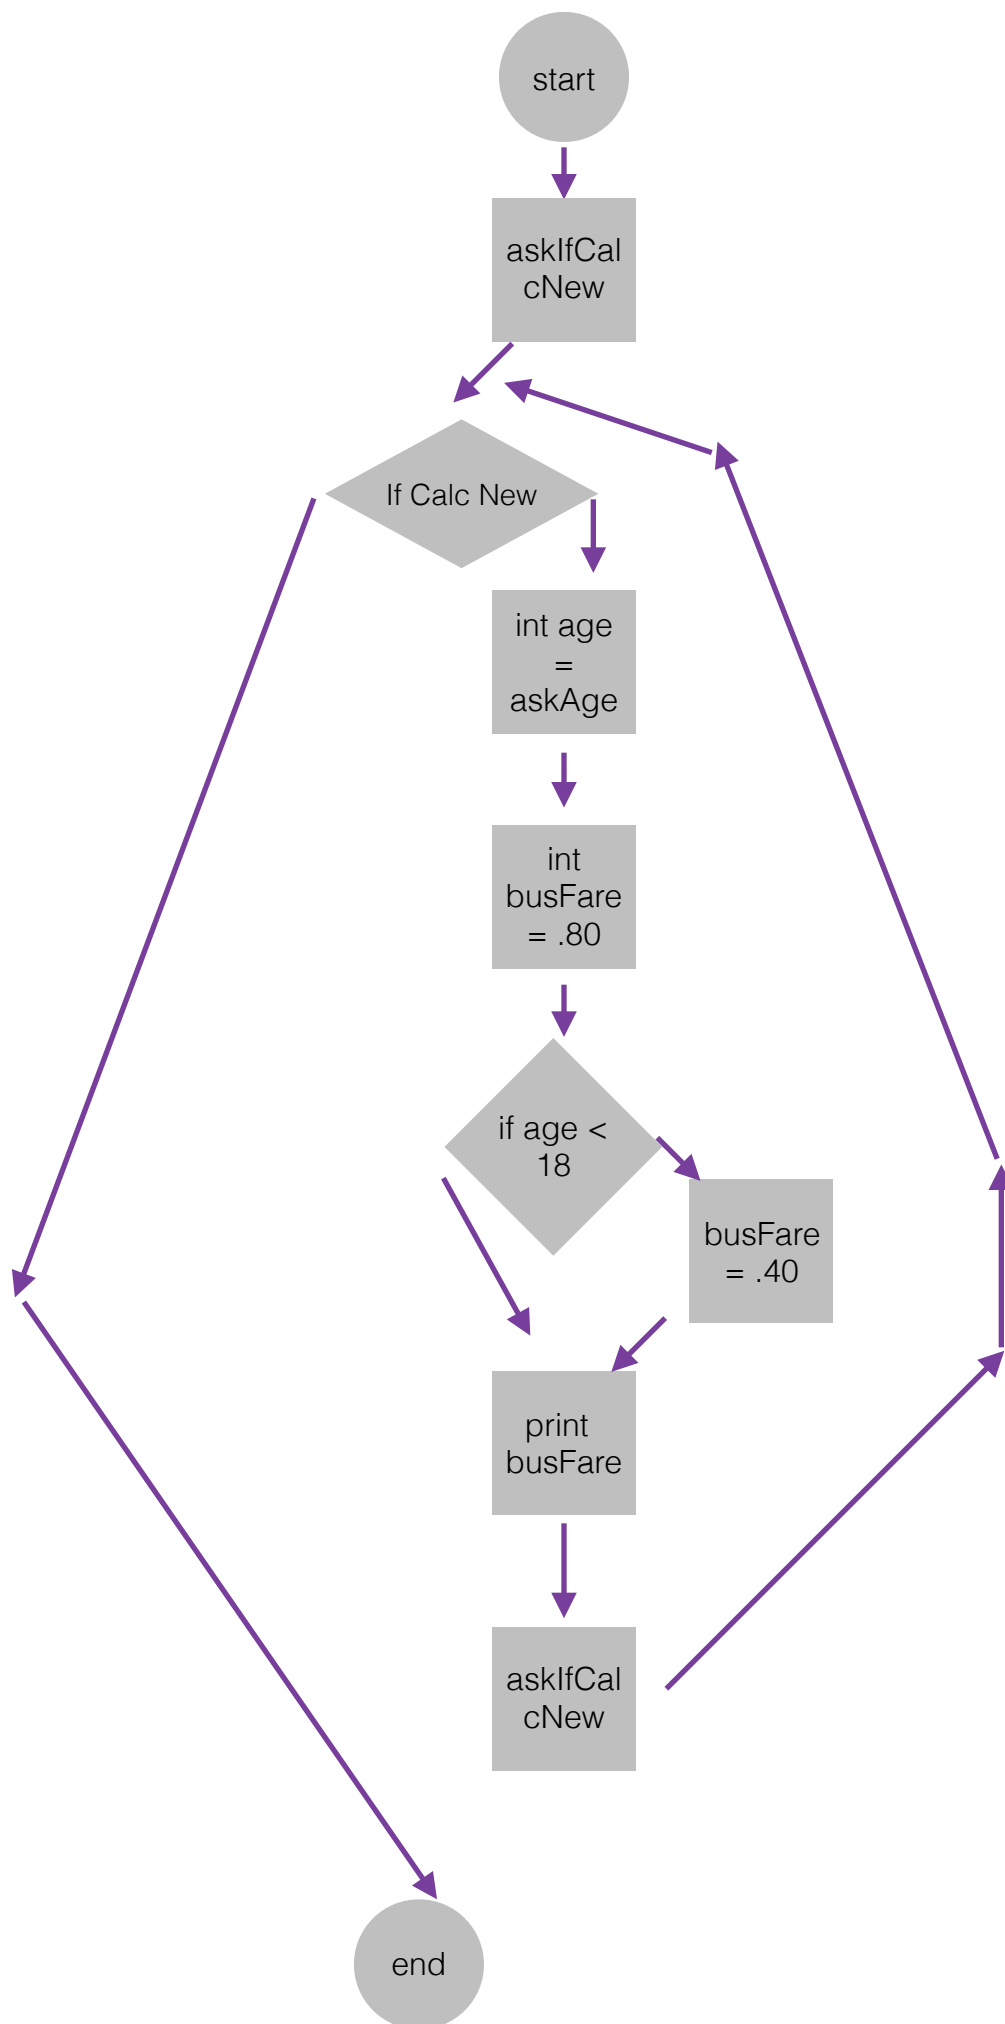 start
askIfCal
cNew
If Calc New
int age
=
askAge
int
busFare
= .80
if age <
18
busFare
= .40
print
busFare
askIfCal
cNew
end